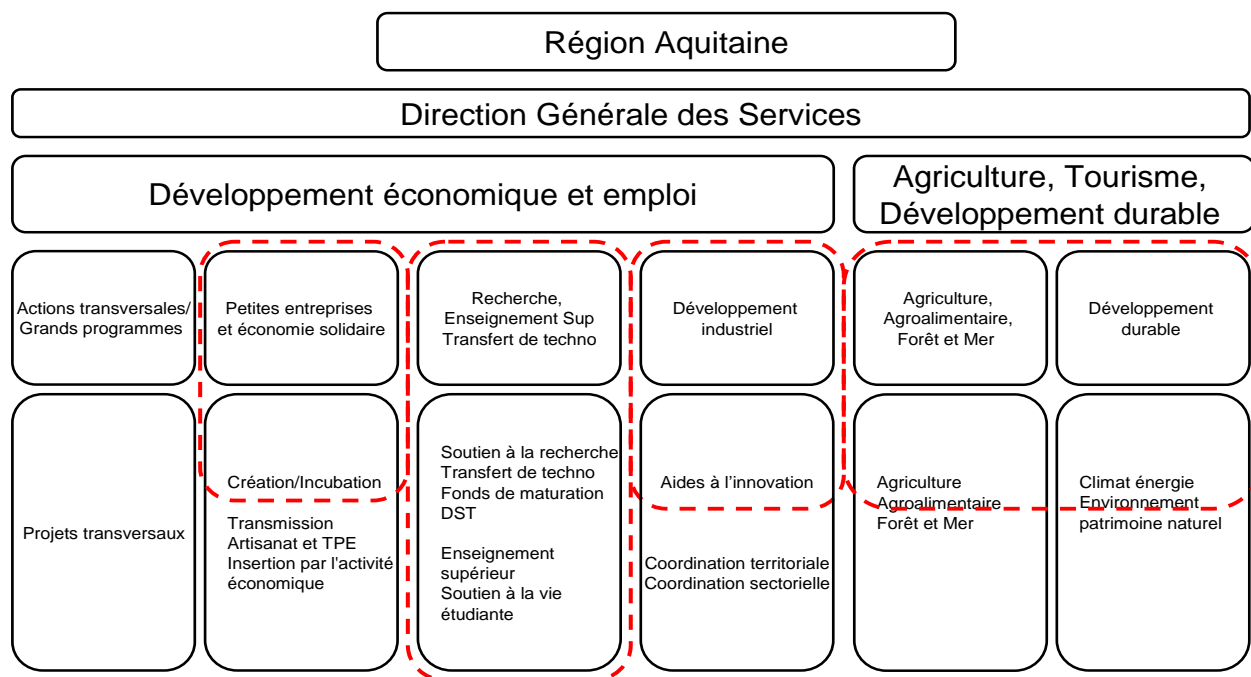 Région Aquitaine
Direction Générale des Services
Développement économique et emploi
Agriculture, Tourisme,
Développement durable
Actions transversales/
Grands programmes
Petites entreprises
et économie solidaire
Recherche,
Enseignement Sup
Transfert de techno
Développement
industriel
Agriculture,
Agroalimentaire,
Forêt et Mer
Développement
durable
Projets transversaux
Création/Incubation
Transmission
Artisanat et TPE
Insertion par l'activité
économique
Soutien à la recherche
Transfert de techno
Fonds de maturation
DST
Enseignement
supérieur
Soutien à la vie
étudiante
Aides à l’innovation
Coordination territoriale
Coordination sectorielle
Agriculture
Agroalimentaire
Forêt et Mer
Climat énergie
Environnement
patrimoine naturel